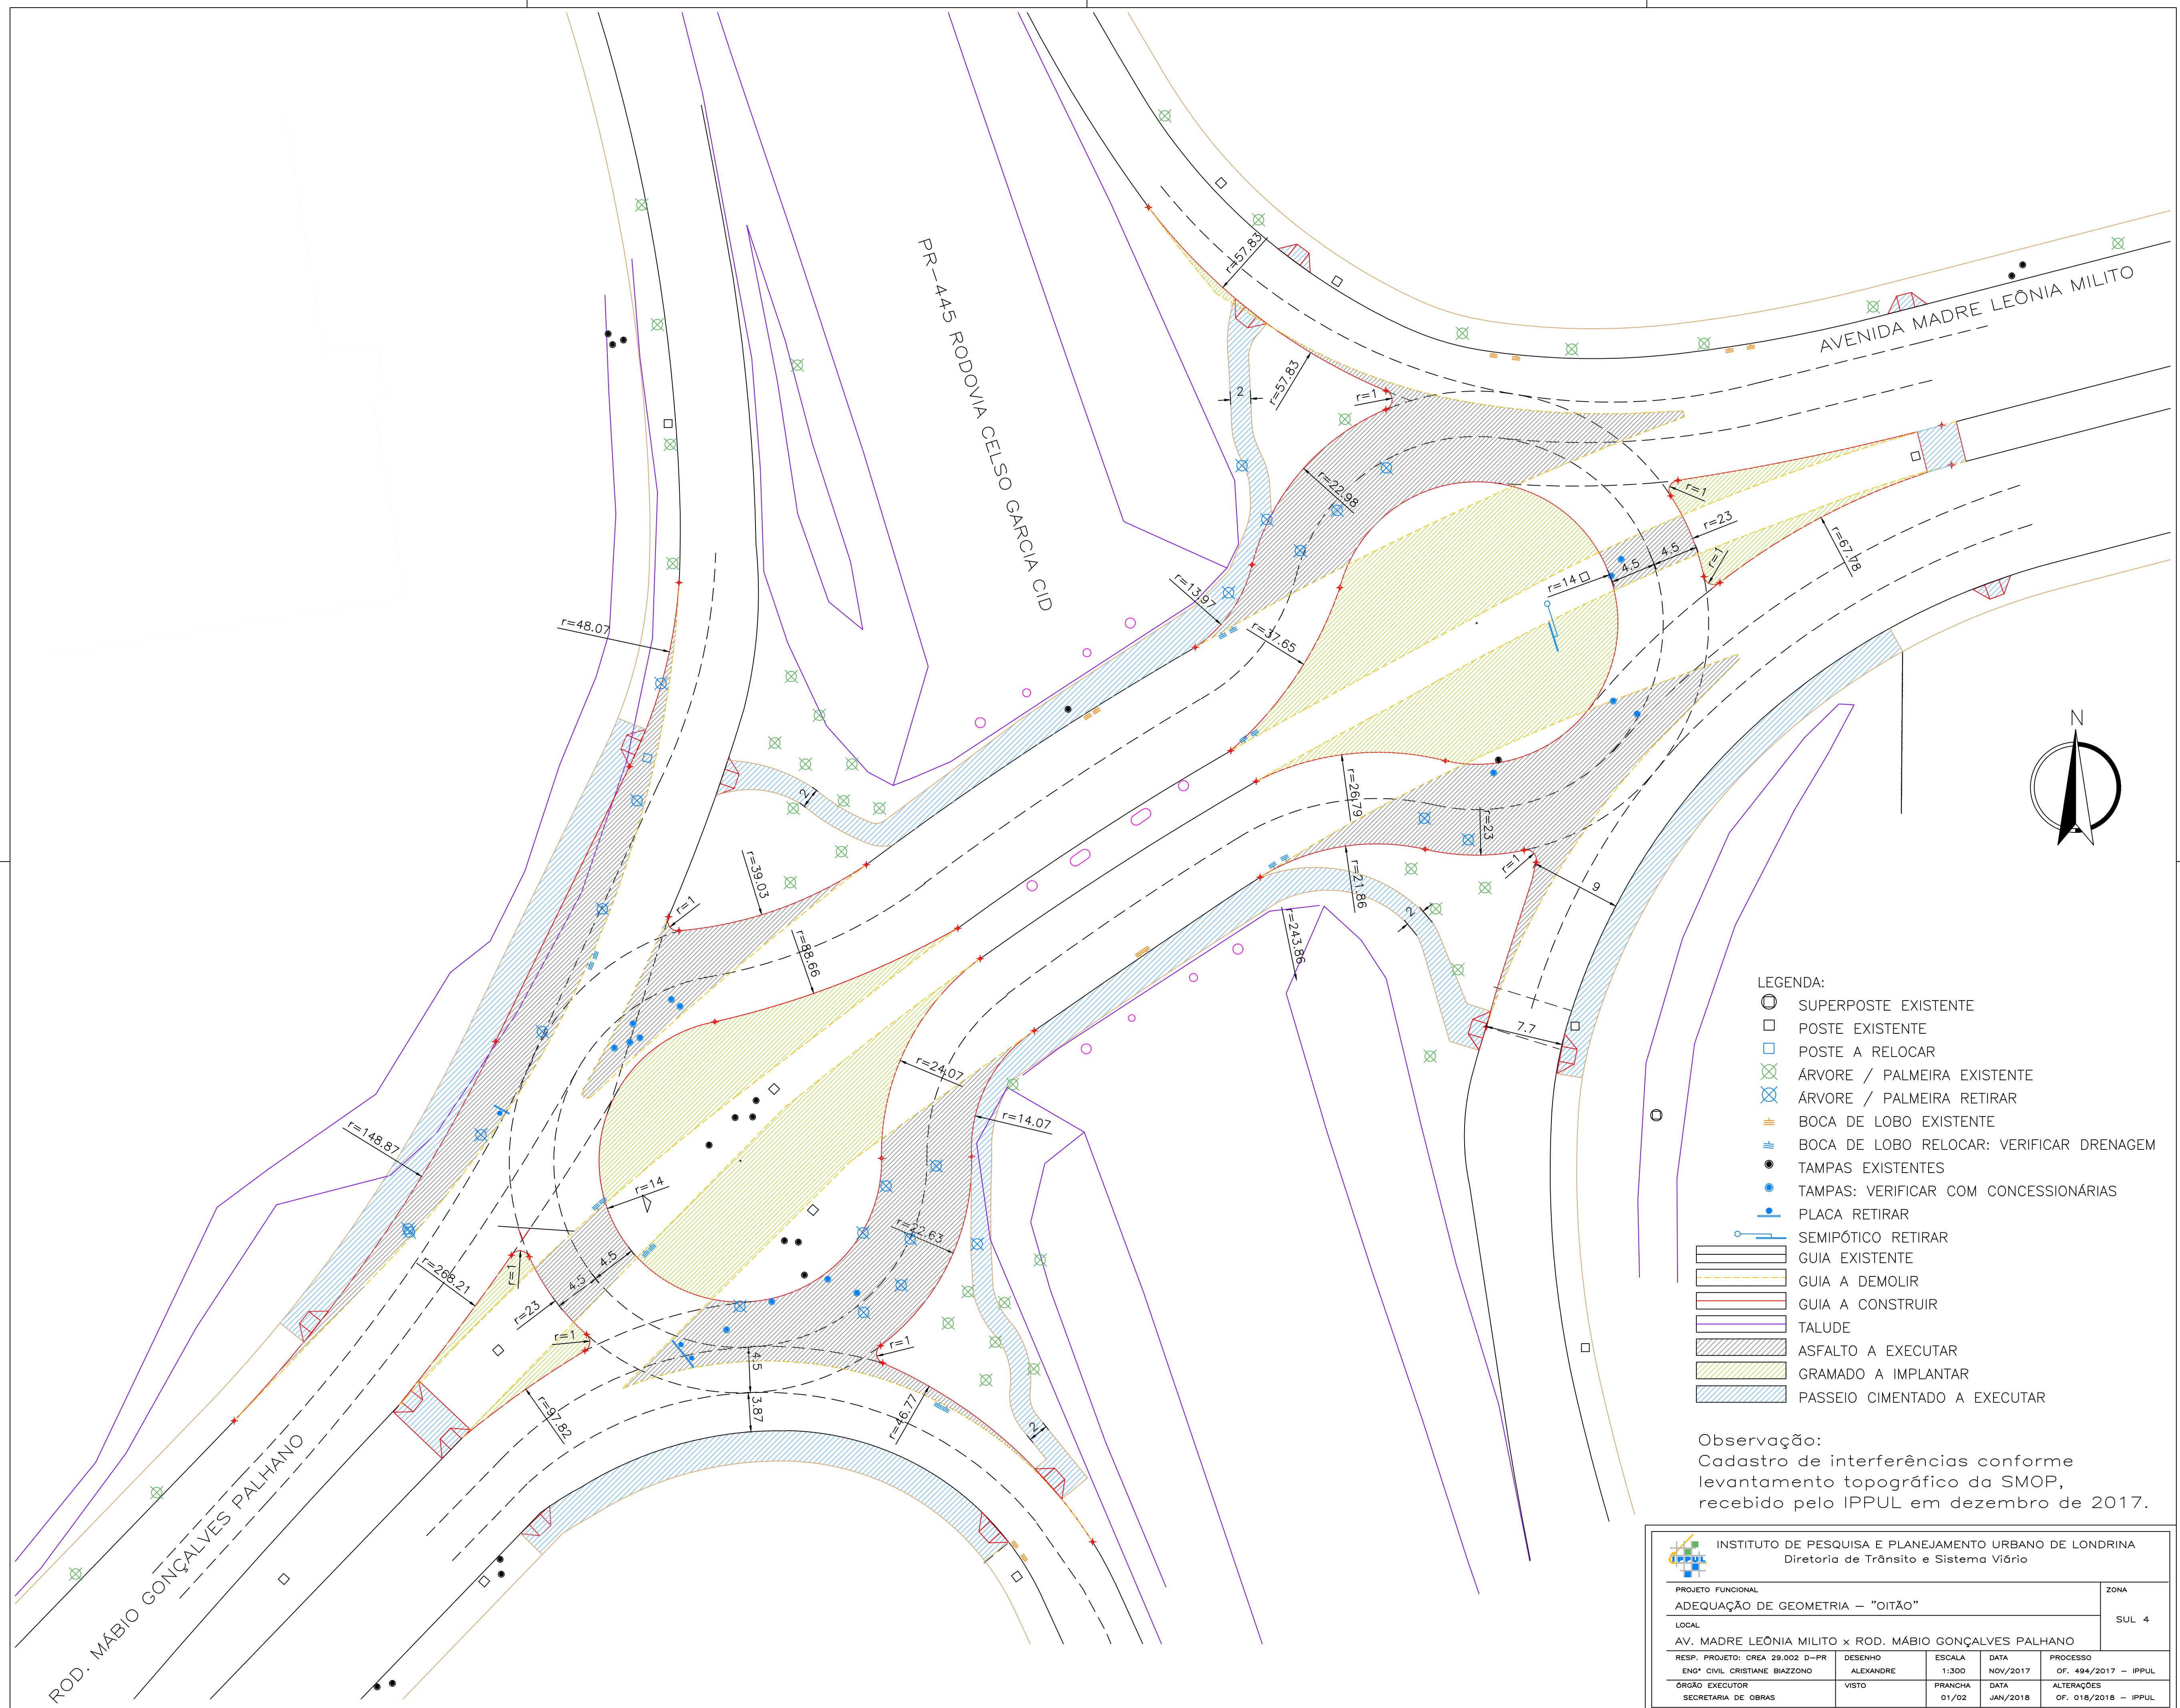 PR-445 RODOVIA CELSO GARCIA CID
AVENIDA MADRE LEÔNIA MILITO
ROD. MÁBIO GONÇALVES PALHANO
r=57.83
r=57.83
2
r=1
r=22.98
r=1
r=23
4.5
4.5
r=14
r=1
r=67.78
r=13.97
r=37.65
r=48.07
2
r=26.79
r=23
r=21.86
r=1
9
2
r=243.86
7.7
r=39.03
r=1
r=88.66
r=24.07
r=14.07
r=148.87
r=14
r=22.63
r=268.21
r=1
4.5
4.5
r=23
r=1
r=1
4.5
3.87
r=97.82
r=46.77
2
N
LEGENDA:
SUPERPOSTE EXISTENTE
POSTE EXISTENTE
POSTE A RELOCAR
ÁRVORE / PALMEIRA EXISTENTE
ÁRVORE / PALMEIRA RETIRAR
BOCA DE LOBO EXISTENTE
BOCA DE LOBO RELOCAR: VERIFICAR DRENAGEM
TAMPAS EXISTENTES
TAMPAS: VERIFICAR COM CONCESSIONÁRIAS
PLACA RETIRAR
SEMIPÓTICO RETIRAR
GUIA EXISTENTE
GUIA A DEMOLIR
GUIA A CONSTRUIR
TALUDE
ASFALTO A EXECUTAR
GRAMADO A IMPLANTAR
PASSEIO CIMENTADO A EXECUTAR
Observação:
Cadastro de interferências conforme
levantamento topográfico da SMOP,
recebido pelo IPPUL em dezembro de 2017.
IPPUL
INSTITUTO DE PESQUISA E PLANEJAMENTO URBANO DE LONDRINA
Diretoria de Trânsito e Sistema Viário
PROJETO FUNCIONAL
ADEQUAÇÃO DE GEOMETRIA – "OITÃO"
ZONA
SUL 4
LOCAL
AV. MADRE LEÔNIA MILITO x ROD. MÁBIO GONÇALVES PALHANO
RESP. PROJETO: CREA 29.002 D-PR
ENGª CIVIL CRISTIANE BIAZZONO
DESENHO
ALEXANDRE
ESCALA
1:300
DATA
NOV/2017
PROCESSO
OF. 494/2017 – IPPUL
ÓRGÃO EXECUTOR
SECRETARIA DE OBRAS
VISTO
PRANCHA
01/02
DATA
JAN/2018
ALTERAÇÕES
OF. 018/2018 – IPPUL